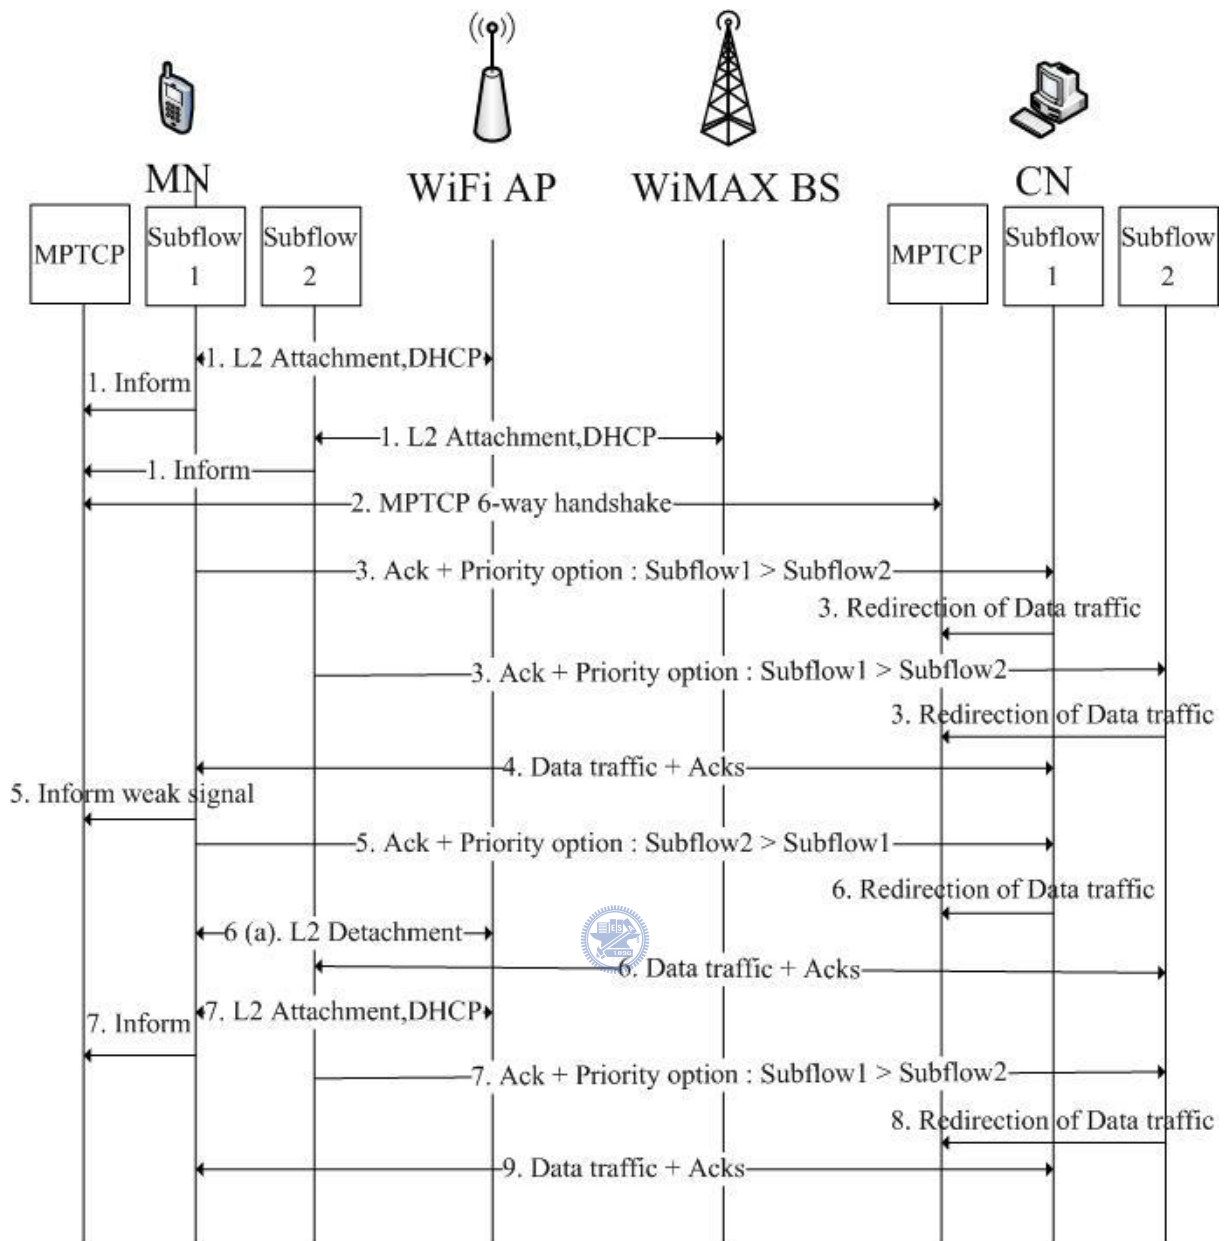 MN
WiFi AP
WiMAX BS
CN
MPTCP
Subflow
1
Subflow
2
MPTCP
Subflow
1
Subflow
2
1. L2 Attachment,DHCP
1. Inform
1. L2 Attachment,DHCP
1. Inform
2. MPTCP 6-way handshake
3. Ack + Priority option : Subflow1 > Subflow2
3. Redirection of Data traffic
3. Ack + Priority option : Subflow1 > Subflow2
3. Redirection of Data traffic
4. Data traffic + Acks
5. Inform weak signal
5. Ack + Priority option : Subflow2 > Subflow1
6. Redirection of Data traffic
6 (a). L2 Detachment
6. Data traffic + Acks
7. L2 Attachment,DHCP
7. Inform
7. Ack + Priority option : Subflow1 > Subflow2
8. Redirection of Data traffic
9. Data traffic + Acks